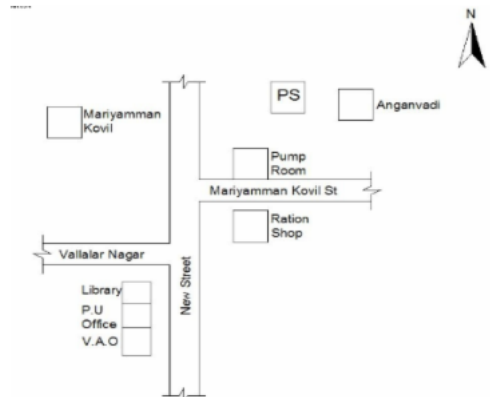 N
PS
Anganvadi
Mariyamman
Kovil
Pump
Room
Mariyamman Kovil St
Ration
Shop
Vallalar Nagar
New Street
Library
P.U
Office
V.A.O